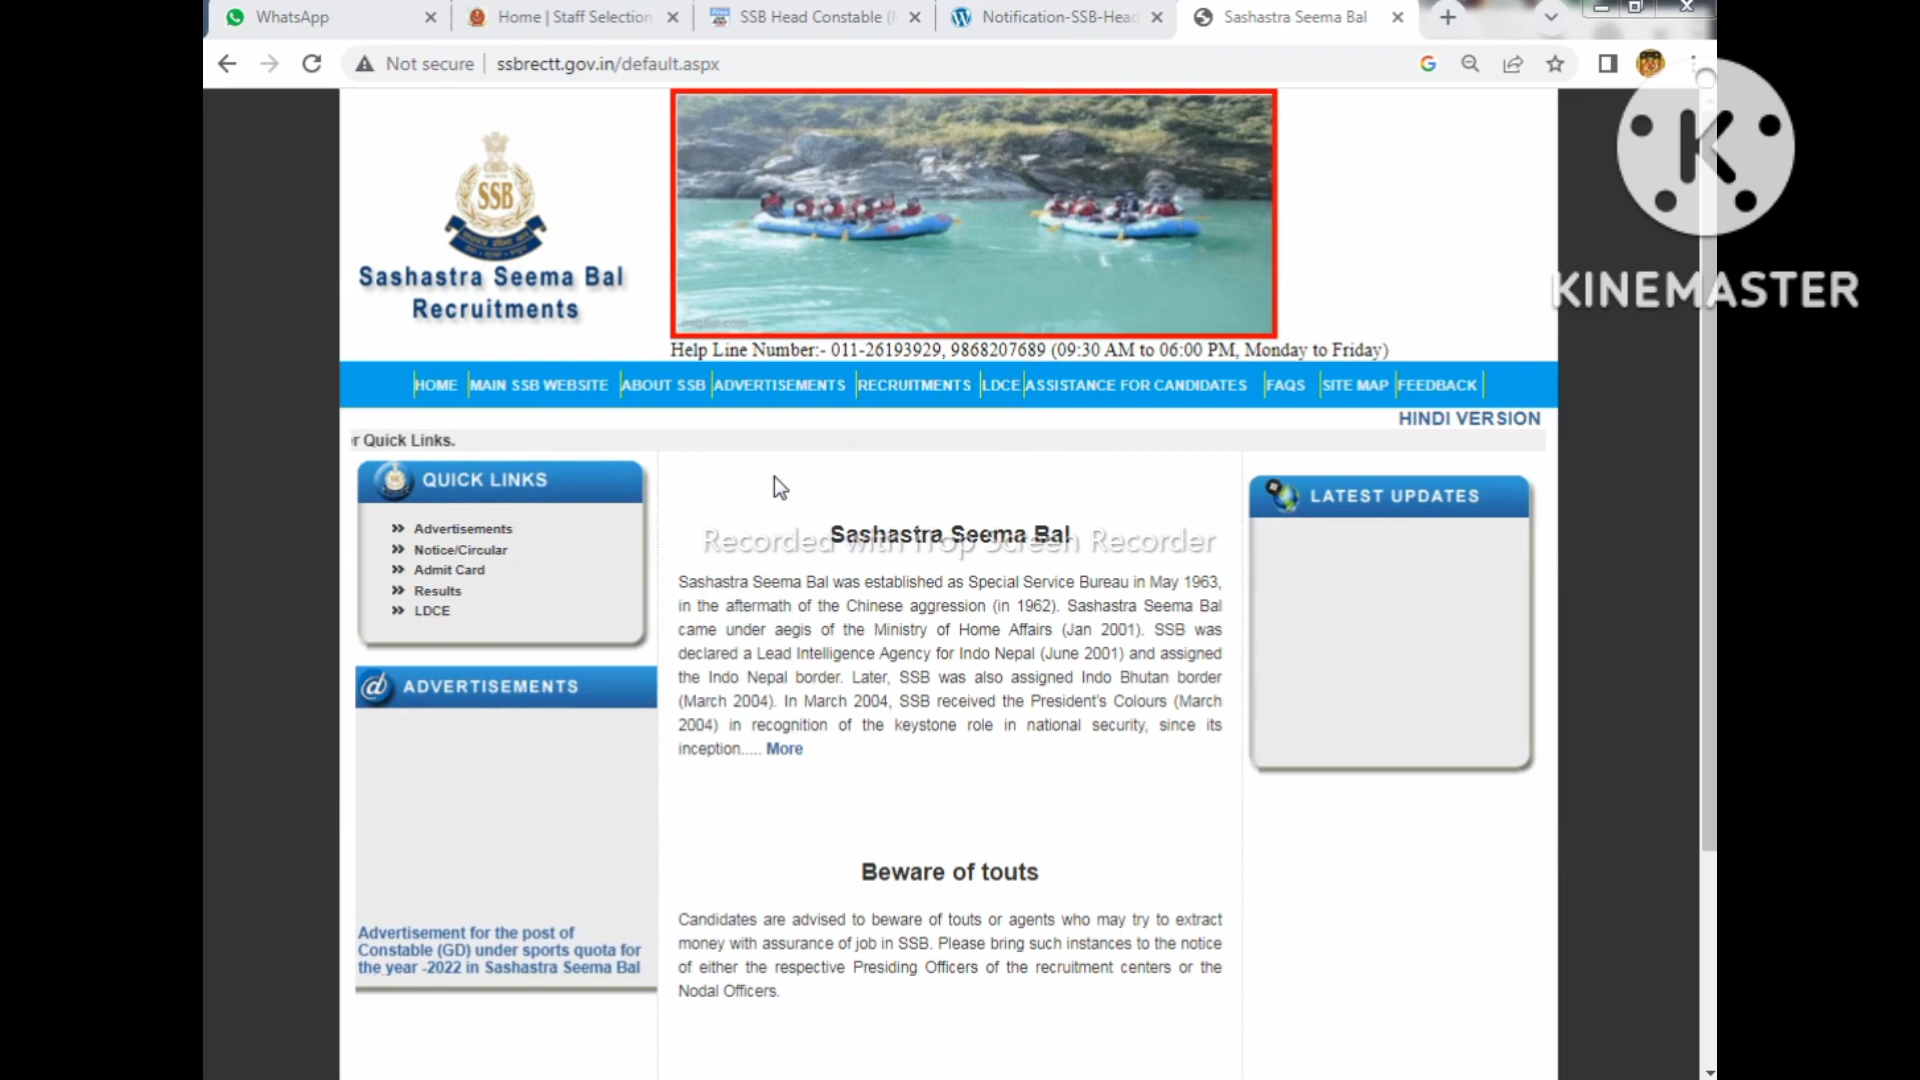 WhatsApp
Home | Staff Selection
SSB Head Constable (
Notification-SSB-Head
Sashastra Seema Bal
Not secure
ssbrectt.gov.in/default.aspx
KINEMASTER
SSB
Sashastra Seema Bal
Recruitments
Help Line Number:- 011-26193929, 9868207689 (09:30 AM to 06:00 PM, Monday to Friday)
HOME MAIN SSB WEBSITE ABOUT SSB ADVERTISEMENTS RECRUITMENTS LDCE ASSISTANCE FOR CANDIDATES FAQS SITE MAP FEEDBACK
HINDI VERSION
r Quick Links.
QUICK LINKS
Advertisements
Notice/Circular
Admit Card
Results
LDCE
ADVERTISEMENTS
Advertisement for the post of
Constable (GD) under sports quota for
the year -2022 in Sashastra Seema Bal
Sashastra Seema Bal
Recorded with Trop Screen Recorder
Sashastra Seema Bal was established as Special Service Bureau in May 1963,
in the aftermath of the Chinese aggression (in 1962). Sashastra Seema Bal
came under aegis of the Ministry of Home Affairs (Jan 2001). SSB was
declared a Lead Intelligence Agency for Indo Nepal (June 2001) and assigned
the Indo Nepal border. Later, SSB was also assigned Indo Bhutan border
(March 2004). In March 2004, SSB received the President's Colours (March
2004) in recognition of the keystone role in national security, since its
inception..... More
Beware of touts
Candidates are advised to beware of touts or agents who may try to extract
money with assurance of job in SSB. Please bring such instances to the notice
of either the respective Presiding Officers of the recruitment centers or the
Nodal Officers.
LATEST UPDATES